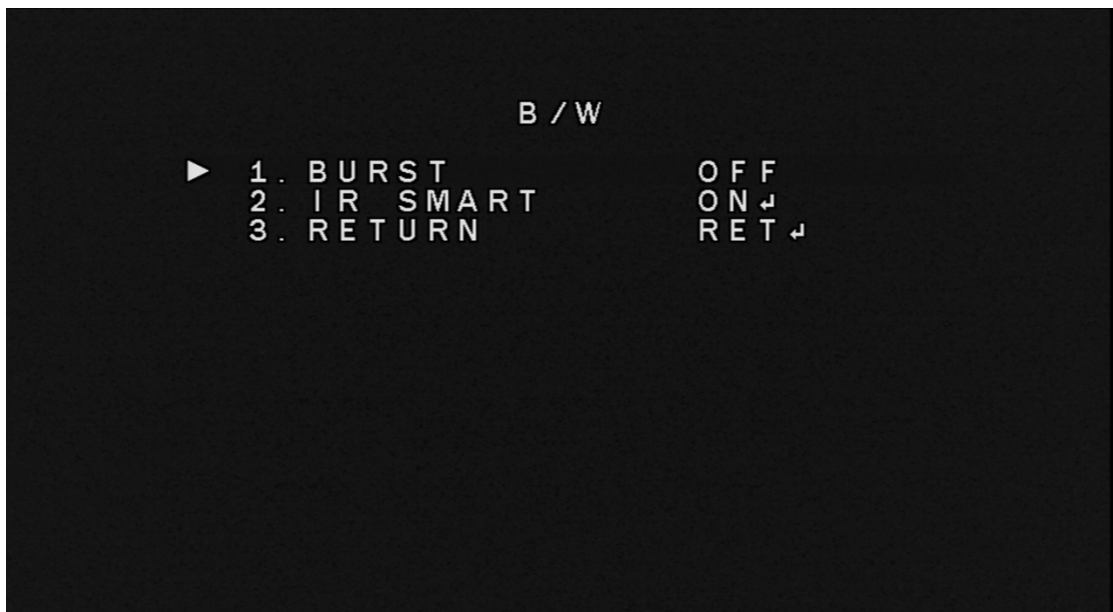 B/W
► 1. BURST OFF
2. IR SMART ON↲
3. RETURN RET↲